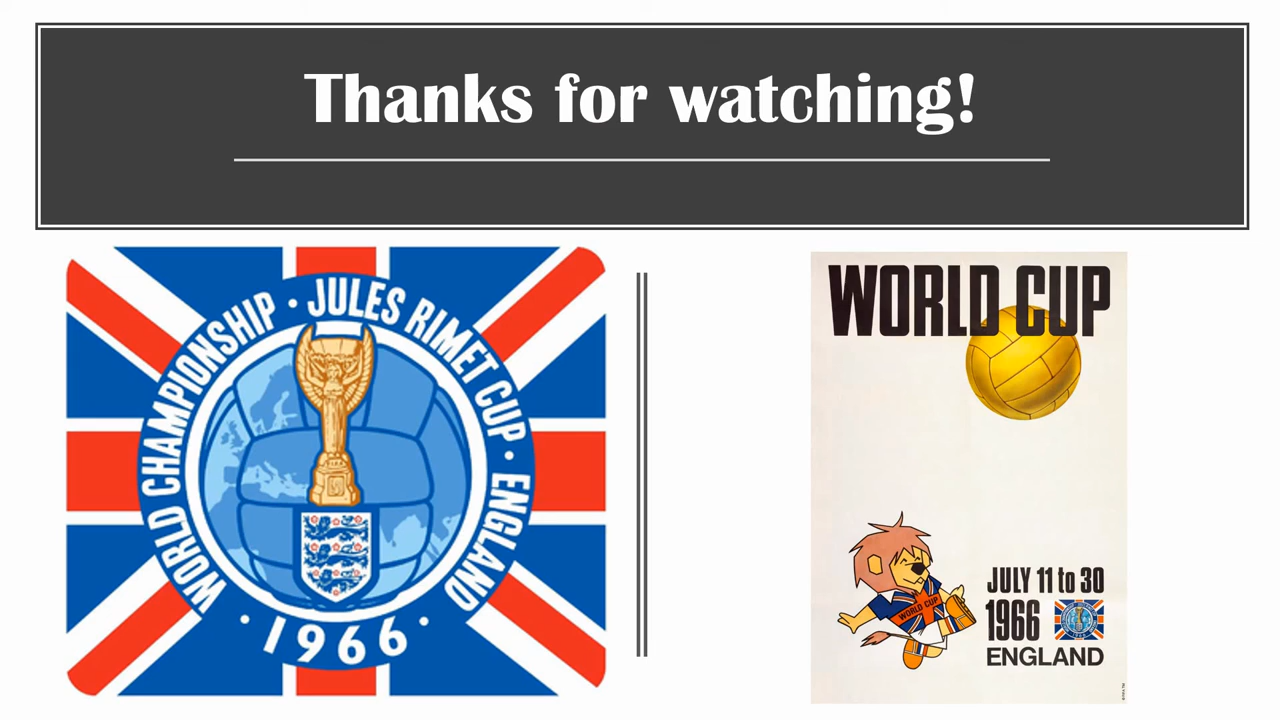 Thanks for watching!
WORLD CHAMPIONSHIP · JULES RIMET CUP · ENGLAND
· 1966 ·
WORLD CUP
WORLD CUP
JULY 11 to 30
1966
ENGLAND